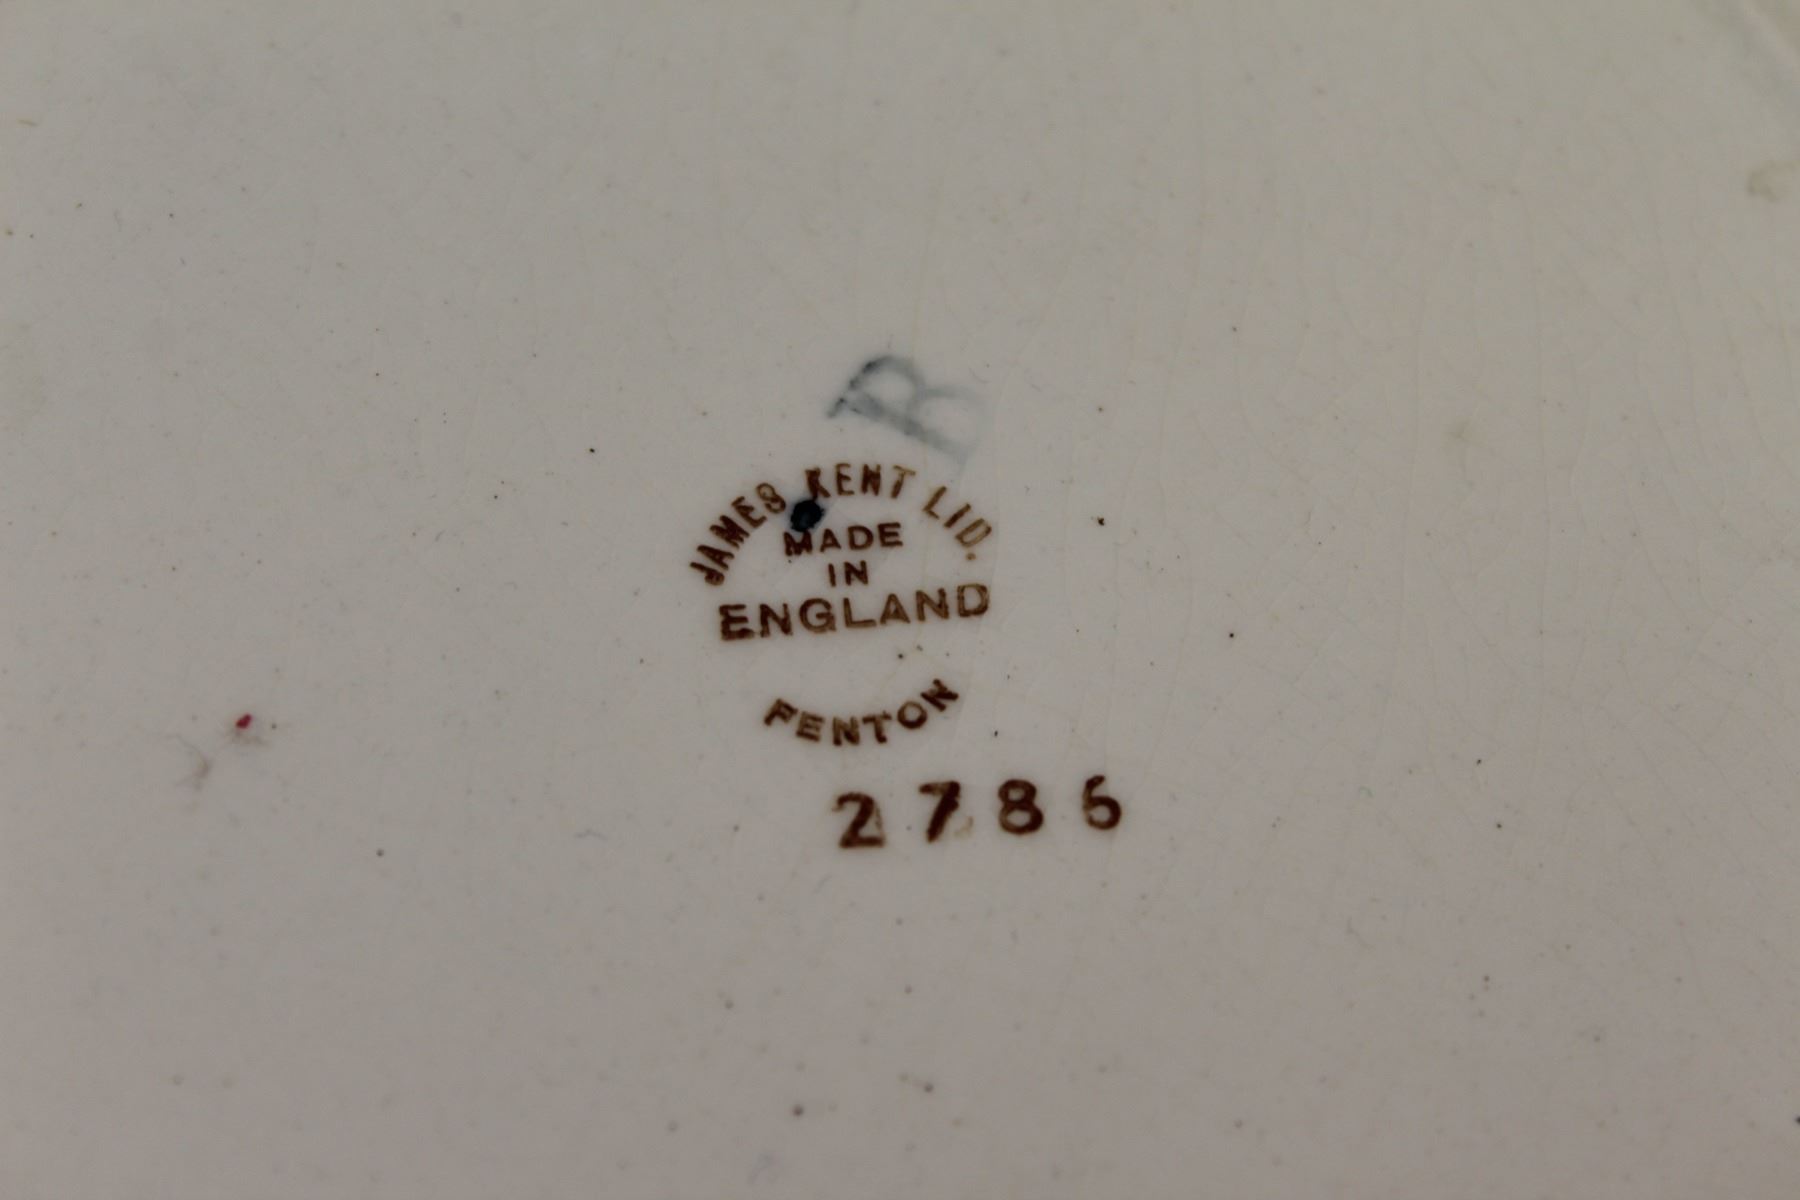 B
JAMES KENT LTD.
MADE
IN
ENGLAND
FENTON
2786